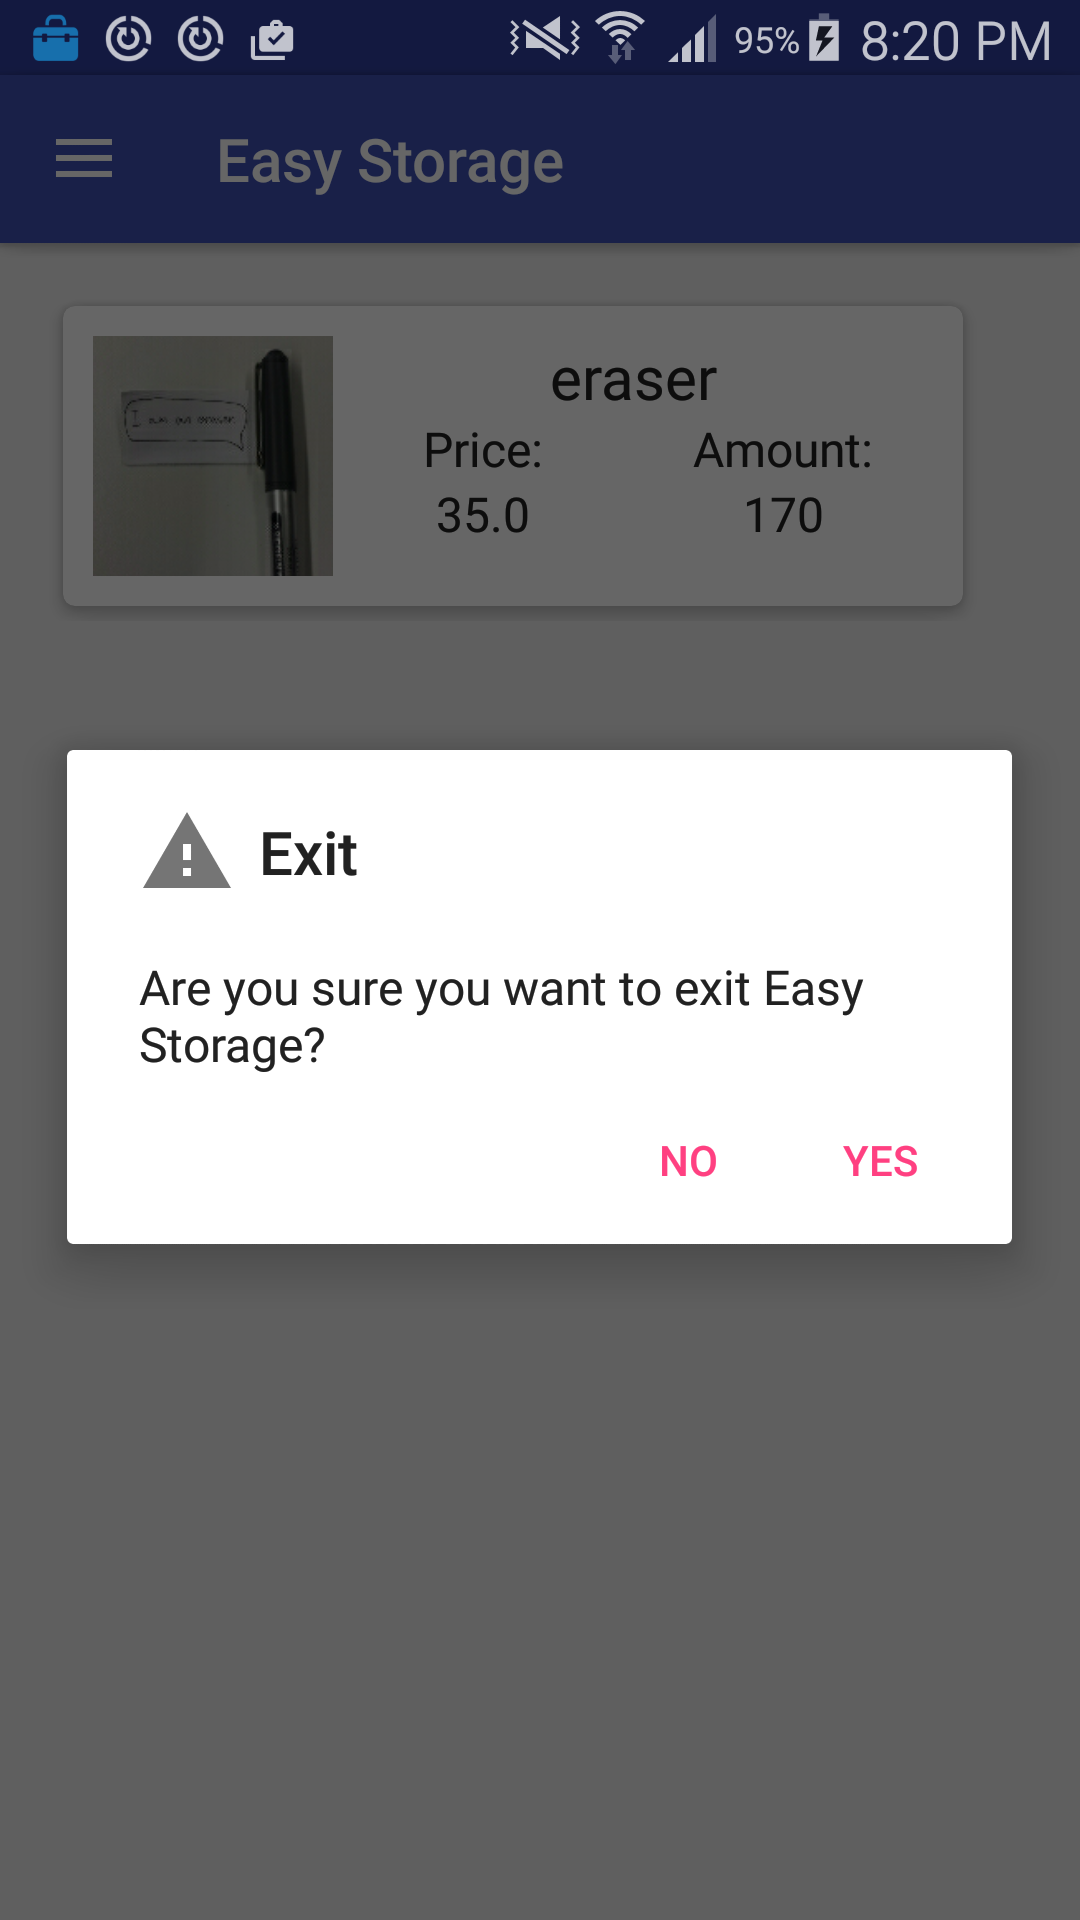 95% 8:20 PM
Easy Storage
eraser
Price: Amount:
35.0 170
Exit
Are you sure you want to exit Easy
Storage?
NO YES